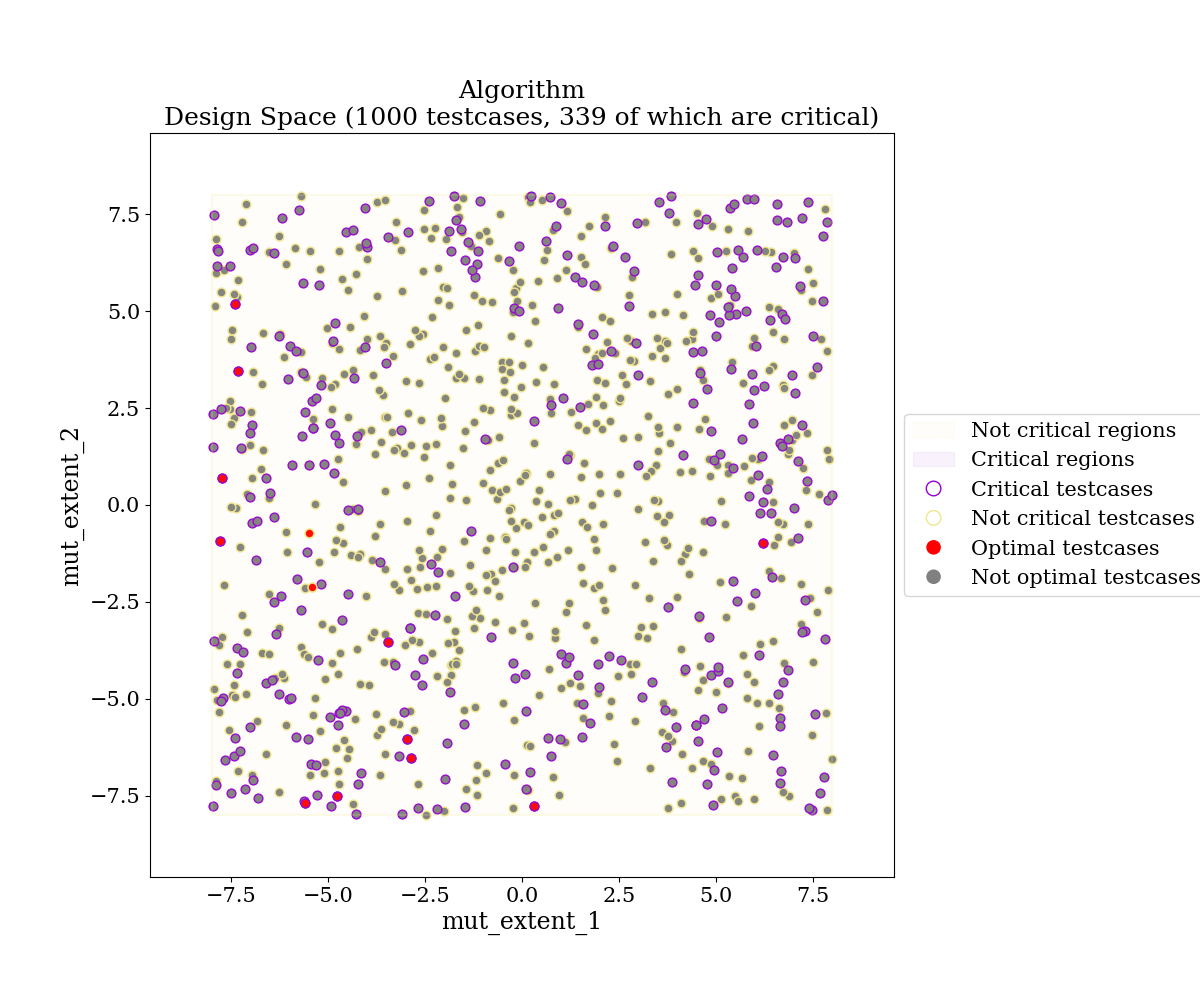 Algorithm
Design Space (1000 testcases, 339 of which are critical)
7.5
5.0
2.5
0.0
−2.5
−5.0
−7.5
mut_extent_2
−7.5 −5.0 −2.5 0.0 2.5 5.0 7.5
mut_extent_1
Not critical regions
Critical regions
Critical testcases
Not critical testcases
Optimal testcases
Not optimal testcases